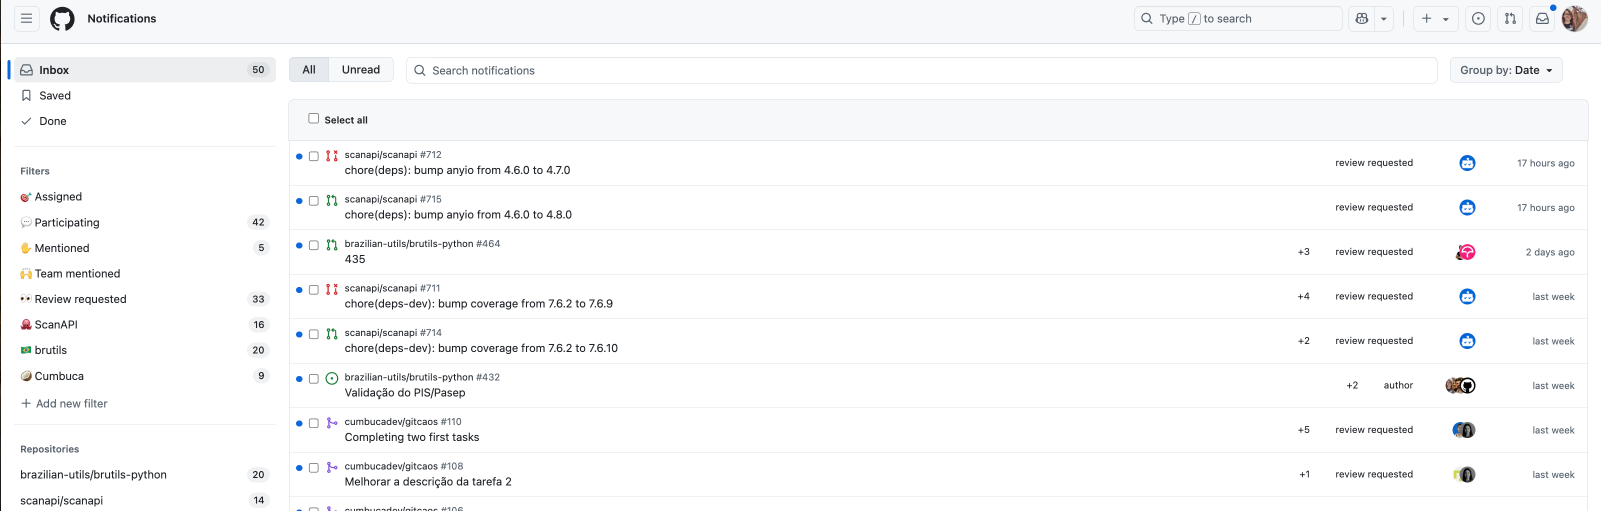 Notifications
Type / to search
Inbox 50
Saved
Done
Filters
Assigned
Participating 42
Mentioned 5
Team mentioned
Review requested 33
ScanAPI 16
brutils 20
Cumbuca 9
Add new filter
Repositories
brazilian-utils/brutils-python 20
scanapi/scanapi 14
All Unread Search notifications Group by: Date
Select all
scanapi/scanapi #712
chore(deps): bump anyio from 4.6.0 to 4.7.0
review requested 17 hours ago
scanapi/scanapi #715
chore(deps): bump anyio from 4.6.0 to 4.8.0
review requested 17 hours ago
brazilian-utils/brutils-python #464
435
+3 review requested 2 days ago
scanapi/scanapi #711
chore(deps-dev): bump coverage from 7.6.2 to 7.6.9
+4 review requested last week
scanapi/scanapi #714
chore(deps-dev): bump coverage from 7.6.2 to 7.6.10
+2 review requested last week
brazilian-utils/brutils-python #432
Validação do PIS/Pasep
+2 author last week
cumbucadev/gitcaos #110
Completing two first tasks
+5 review requested last week
cumbucadev/gitcaos #108
Melhorar a descrição da tarefa 2
+1 review requested last week
cumbucadev/gitcaos #106